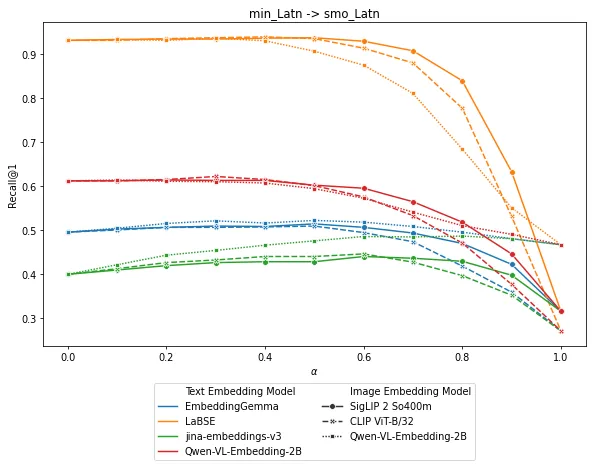 min_Latn -> smo_Latn
Recall@1
0.9
0.8
0.7
0.6
0.5
0.4
0.3
0.0 0.2 0.4 0.6 0.8 1.0
α
Text Embedding Model Image Embedding Model
EmbeddingGemma SigLIP 2 So400m
LaBSE CLIP ViT-B/32
jina-embeddings-v3 Qwen-VL-Embedding-2B
Qwen-VL-Embedding-2B